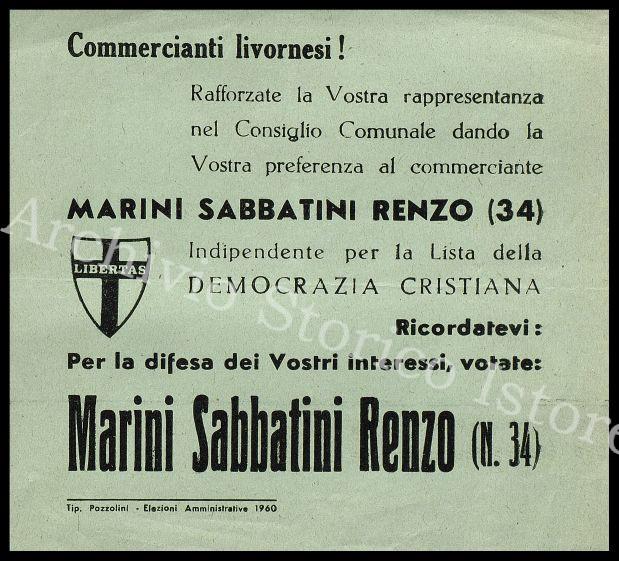 Commercianti livornesi!
Rafforzate la Vostra rappresentanza
nel Consiglio Comunale dando la
Vostra preferenza al commerciante
MARINI SABBATINI RENZO (34)
LIBERTAS
Indipendente per la Lista della
DEMOCRAZIA CRISTIANA
Ricordatevi:
Per la difesa dei Vostri interessi, votate:
Marini Sabbatini Renzo (N. 34)
Tip. Pozzolini - Elezioni Amministrative 1960
Archivio Storico Istore